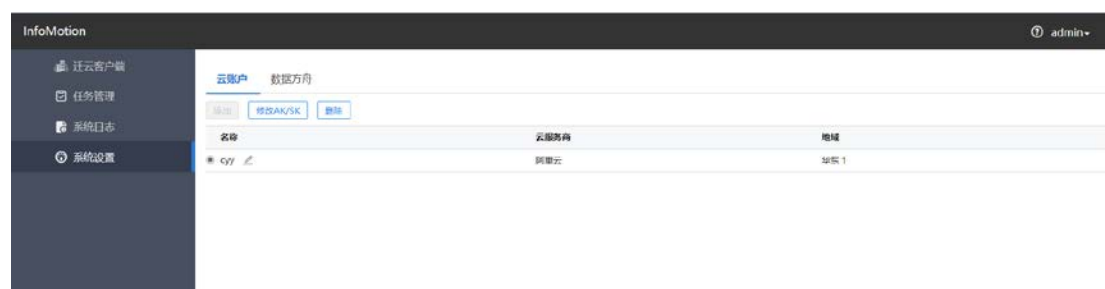 InfoMotion
admin
迁云客户端
任务管理
系统日志
系统设置
云账户 数据方舟
修改AK/SK 删除
名称 云服务商 地域
cyy 阿里云 华东 1